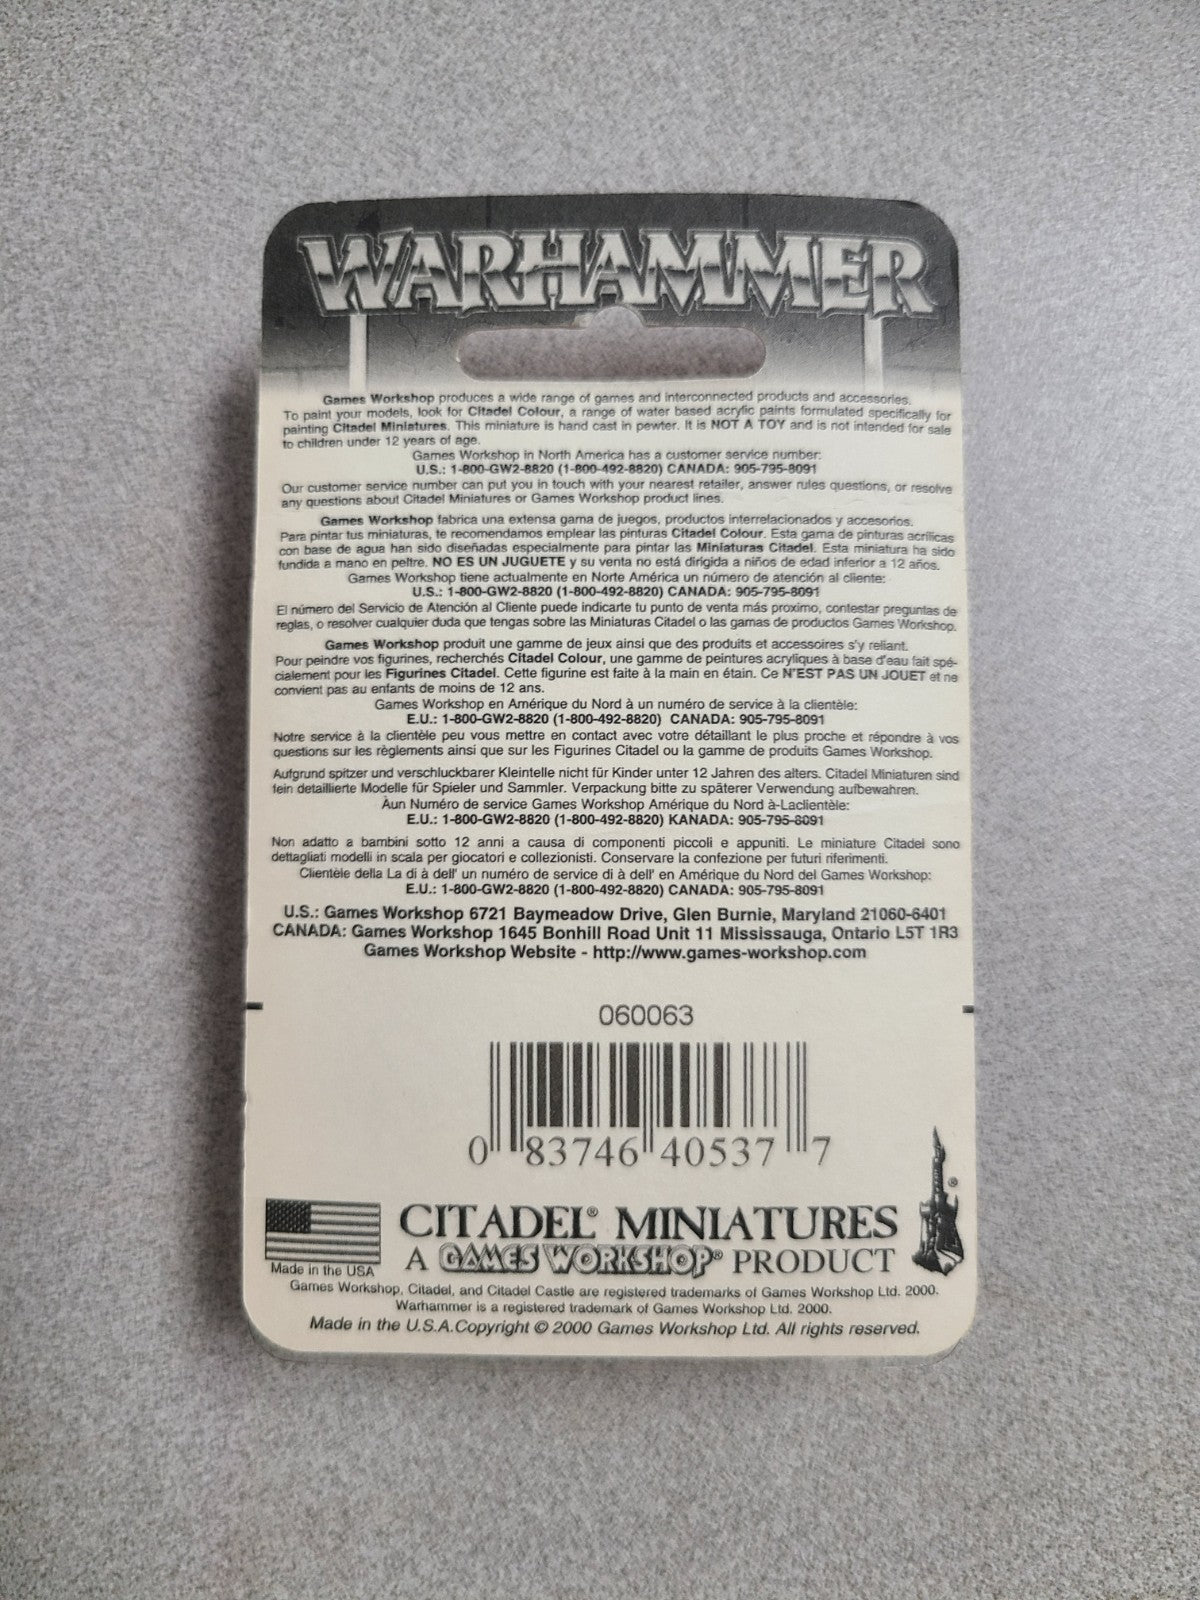 WARHAMMER
Games Workshop produces a wide range of games and interconnected products and accessories.
To paint your models, look for Citadel Colour, a range of water based acrylic paints formulated specifically for
painting Citadel Miniatures. This miniature is hand cast in pewter. It is NOT A TOY and is not intended for sale
to children under 12 years of age.
Games Workshop in North America has a customer service number:
U.S.: 1-800-GW2-8820 (1-800-492-8820) CANADA: 905-795-8091
Our customer service number can put you in touch with your nearest retailer, answer rules questions, or resolve
any questions about Citadel Miniatures or Games Workshop product lines.
Games Workshop fabrica una extensa gama de juegos, productos interrelacionados y accesorios.
Para pintar tus miniaturas, te recomendamos emplear las pinturas Citadel Colour. Esta gama de pinturas acrílicas
con base de agua han sido diseñadas especialmente para pintar las Miniaturas Citadel. Esta miniatura ha sido
fundida a mano en peltre. NO ES UN JUGUETE y su venta no está dirigida a niños de edad inferior a 12 años.
Games Workshop tiene actualmente en Norte América un número de atención al cliente:
U.S.: 1-800-GW2-8820 (1-800-492-8820) CANADA: 905-795-8091
El número del Servicio de Atención al Cliente puede indicarte tu punto de venta más proximo, contestar preguntas de
reglas, o resolver cualquier duda que tengas sobre las Miniaturas Citadel o las gamas de productos Games Workshop.
Games Workshop produit une gamme de jeux ainsi que des produits et accessoires s'y reliant.
Pour peindre vos figurines, recherchés Citadel Colour, une gamme de peintures acryliques à base d'eau fait spé-
cialement pour les Figurines Citadel. Cette figurine est faite à la main en étain. Ce N'EST PAS UN JOUET et ne
convient pas au enfants de moins de 12 ans.
Games Workshop en Amérique du Nord à un numéro de service à la clientèle:
E.U.: 1-800-GW2-8820 (1-800-492-8820) CANADA: 905-795-8091
Notre service à la clientèle peu vous mettre en contact avec votre détaillant le plus proche et répondre à vos
questions sur les règlements ainsi que sur les Figurines Citadel ou la gamme de produits Games Workshop.
Aufgrund spitzer und verschluckbarer Kleintelle nicht für Kinder unter 12 Jahren des alters. Citadel Miniaturen sind
fein detaillierte Modelle für Spieler und Sammler. Verpackung bitte zu späterer Verwendung aufbewahren.
Àun Numéro de service Games Workshop Amérique du Nord à-Laclientèle:
E.U.: 1-800-GW2-8820 (1-800-492-8820) KANADA: 905-795-8091
Non adatto a bambini sotto 12 anni a causa di componenti piccoli e appuniti. Le miniature Citadel sono
dettagliati modelli in scala per giocatori e collezionisti. Conservare la confezione per futuri riferimenti.
Clientèle della La di à dell' un numéro de service di à dell' en Amérique du Nord del Games Workshop:
E.U.: 1-800-GW2-8820 (1-800-492-8820) CANADA: 905-795-8091
U.S.: Games Workshop 6721 Baymeadow Drive, Glen Burnie, Maryland 21060-6401
CANADA: Games Workshop 1645 Bonhill Road Unit 11 Mississauga, Ontario L5T 1R3
Games Workshop Website - http://www.games-workshop.com
060063
0 83746 40537 7
CITADEL® MINIATURES ®
A GAMES WORKSHOP® PRODUCT
Made in the USA
Games Workshop, Citadel, and Citadel Castle are registered trademarks of Games Workshop Ltd. 2000.
Warhammer is a registered trademark of Games Workshop Ltd. 2000.
Made in the U.S.A.Copyright © 2000 Games Workshop Ltd. All rights reserved.